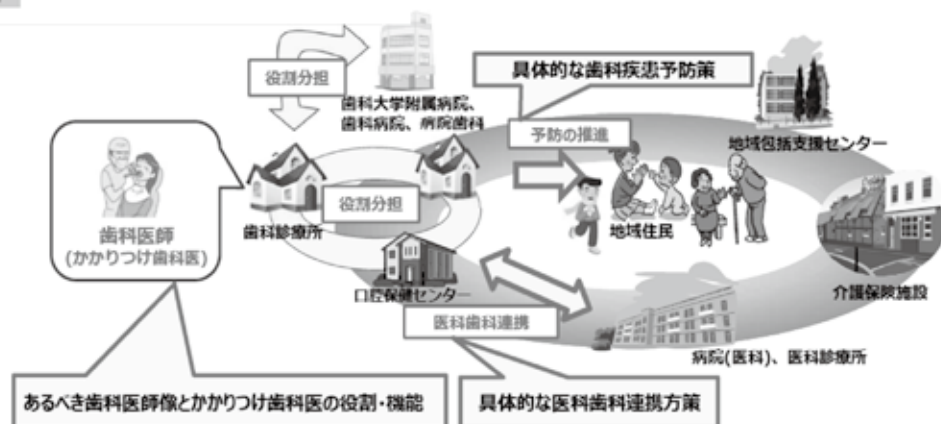 役割分担
歯科大学附属病院、
歯科病院、病院歯科
具体的な歯科疾患予防策
予防の推進
地域包括支援センター
歯科医師
(かかりつけ歯科医)
歯科診療所
役割分担
地域住民
口腔保健センター
介護保険施設
医科歯科連携
病院(医科)、医科診療所
あるべき歯科医師像とかかりつけ歯科医の役割・機能
具体的な医科歯科連携方策